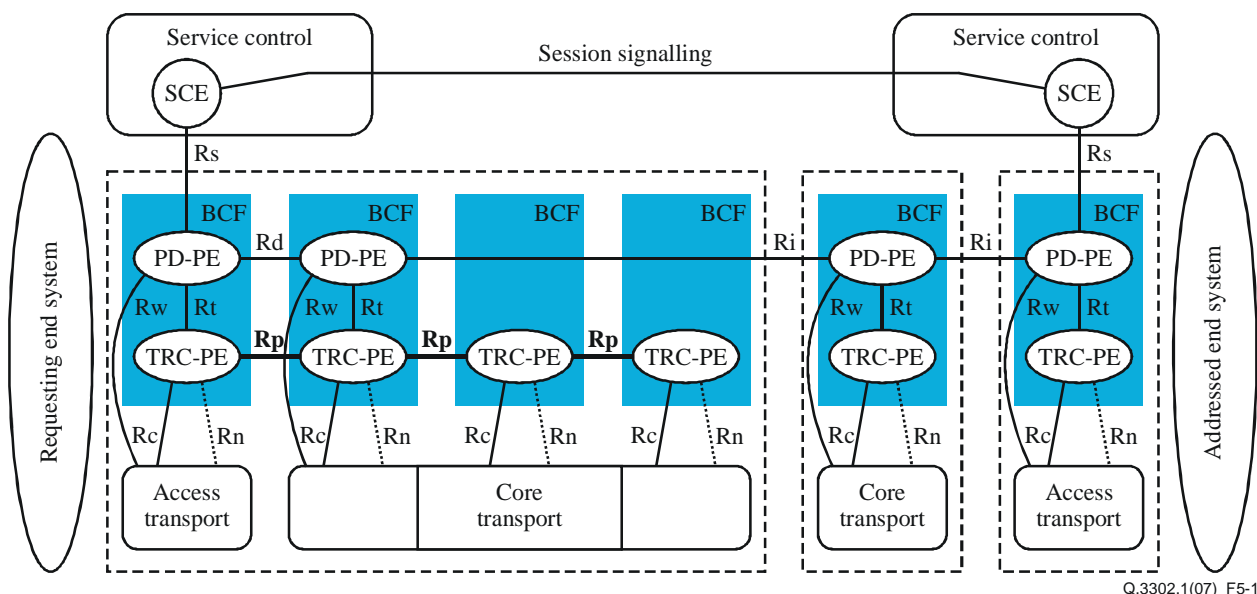 Service control
Service control
Session signalling
SCE
SCE
Rs
Rs
BCF
BCF
BCF
BCF
BCF
BCF
Requesting end system
Addressed end system
PD-PE
Rd
PD-PE
Ri
PD-PE
Ri
PD-PE
Rw
Rt
Rw
Rt
Rw
Rt
Rw
Rt
TRC-PE
Rp
TRC-PE
Rp
TRC-PE
Rp
TRC-PE
TRC-PE
TRC-PE
Rc
Rn
Rc
Rn
Rc
Rn
Rc
Rn
Rc
Rn
Rc
Rn
Access
transport
Core
transport
Core
transport
Access
transport
Q.3302.1(07)_F5-1